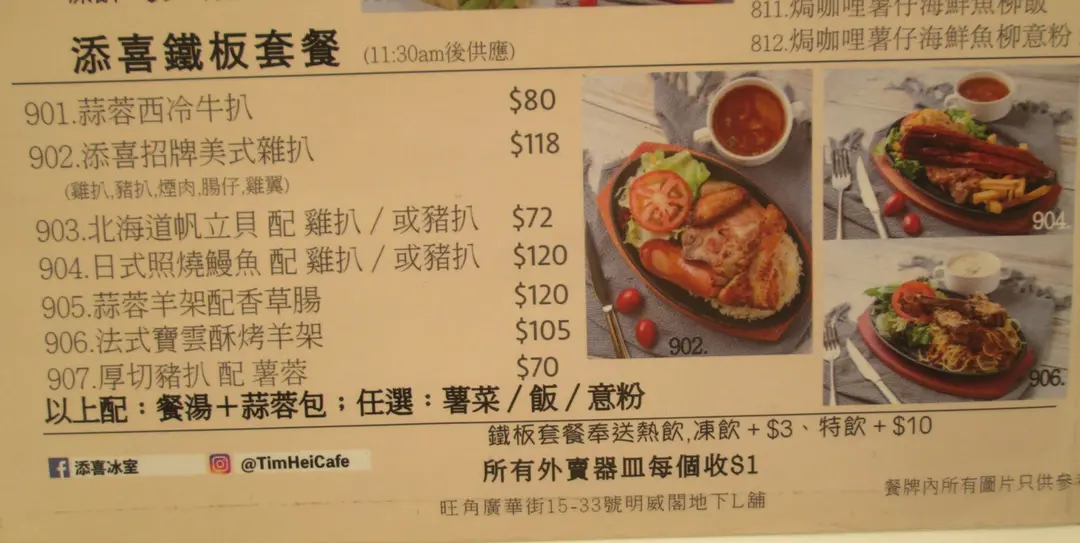 811.焗咖哩薯仔海鮮魚柳飯
812.焗咖哩薯仔海鮮魚柳意粉
添喜鐵板套餐 (11:30am後供應)
901.蒜蓉西冷牛扒 $80
902.添喜招牌美式雜扒 $118
(雞扒,豬扒,煙肉,腸仔,雞翼)
903.北海道帆立貝 配 雞扒 / 或豬扒 $72
904.日式照燒鰻魚 配 雞扒 / 或豬扒 $120
905.蒜蓉羊架配香草腸 $120
906.法式寶雲酥烤羊架 $105
907.厚切豬扒 配 薯蓉 $70
902.
904.
906.
以上配：餐湯＋蒜蓉包；任選：薯菜 / 飯 / 意粉
鐵板套餐奉送熱飲,凍飲＋$3、特飲＋$10
添喜冰室 @TimHeiCafe
所有外賣器皿每個收$1
餐牌內所有圖片只供參
旺角廣華街15-33號明威閣地下L舖